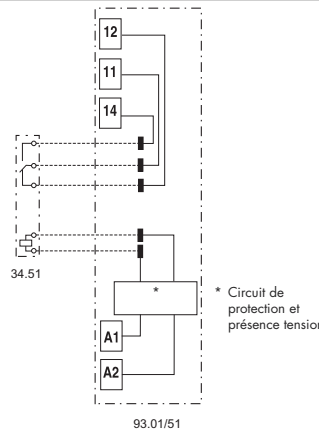 12
11
14
34.51
*
* Circuit de
protection et
présence tension
A1
A2
93.01/51